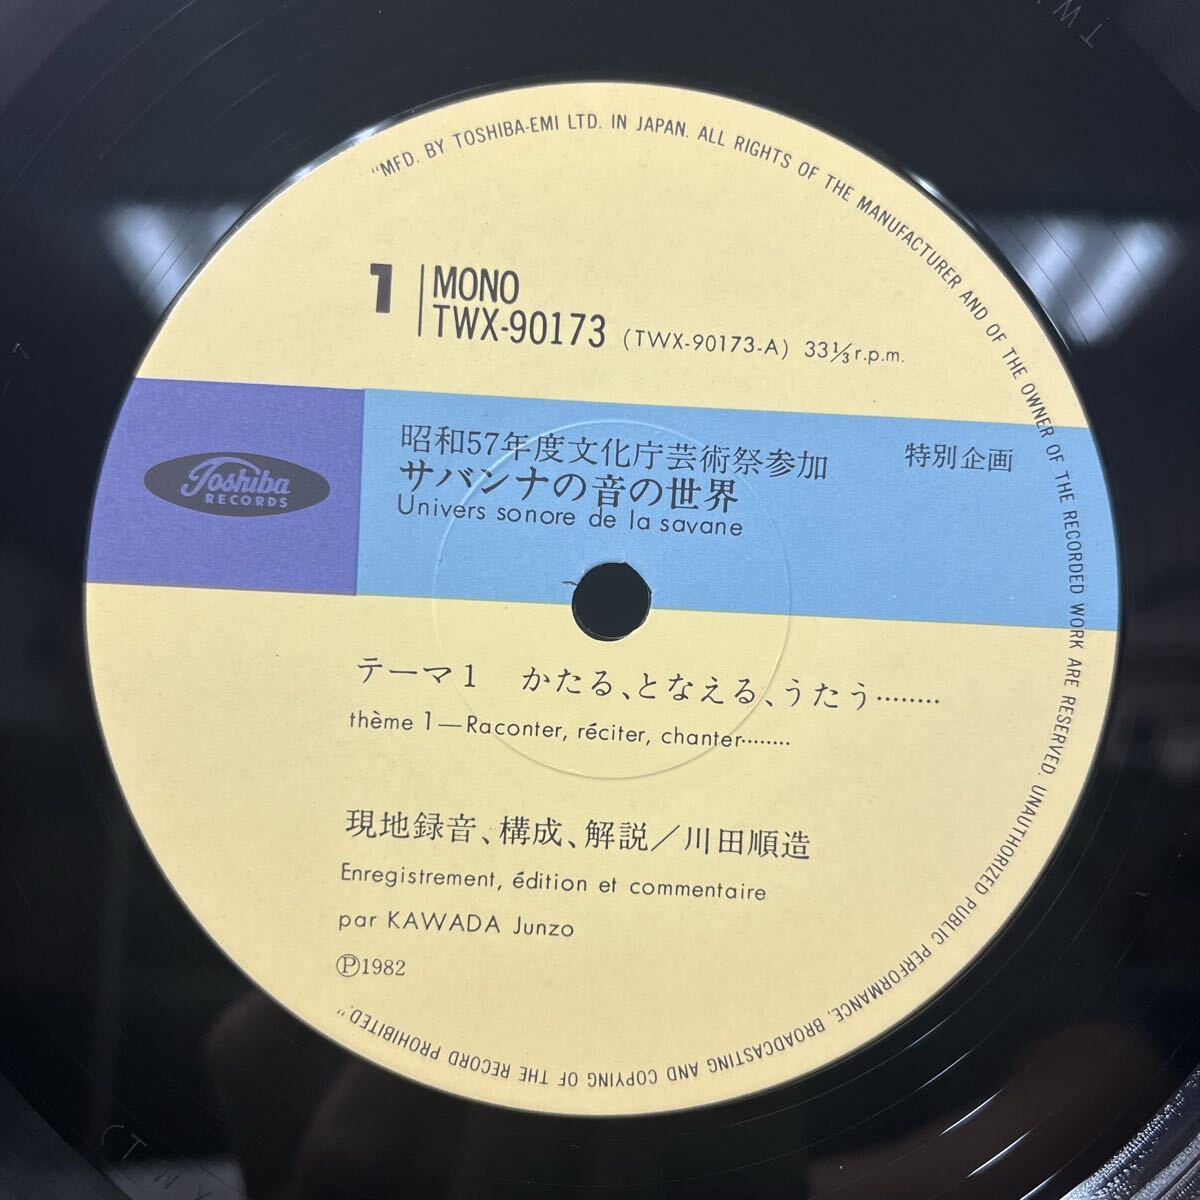 "MFD. BY TOSHIBA-EMI LTD. IN JAPAN. ALL RIGHTS OF THE MANUFACTURER AND OF THE OWNER OF THE RECORDED WORK ARE RESERVED. UNAUTHORIZED PUBLIC PERFORMANCE, BROADCASTING AND COPYING OF THE RECORD PROHIBITED."
1 MONO
TWX-90173 (TWX-90173-A) 33⅓r.p.m.
昭和57年度文化庁芸術祭参加 特別企画
サバンナの音の世界
Univers sonore de la savane
Toshiba
RECORDS
テーマ1 かたる、となえる、うたう········
thème 1—Raconter, réciter, chanter········
現地録音、構成、解説／川田順造
Enregistrement, édition et commentaire
par KAWADA Junzo
Ⓟ1982